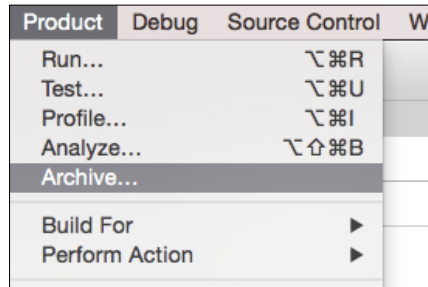 Product Debug Source Control W
Run... ⌥⌘R
Test... ⌥⌘U
Profile... ⌥⌘I
Analyze... ⌥⇧⌘B
Archive...
Build For ▶
Perform Action ▶